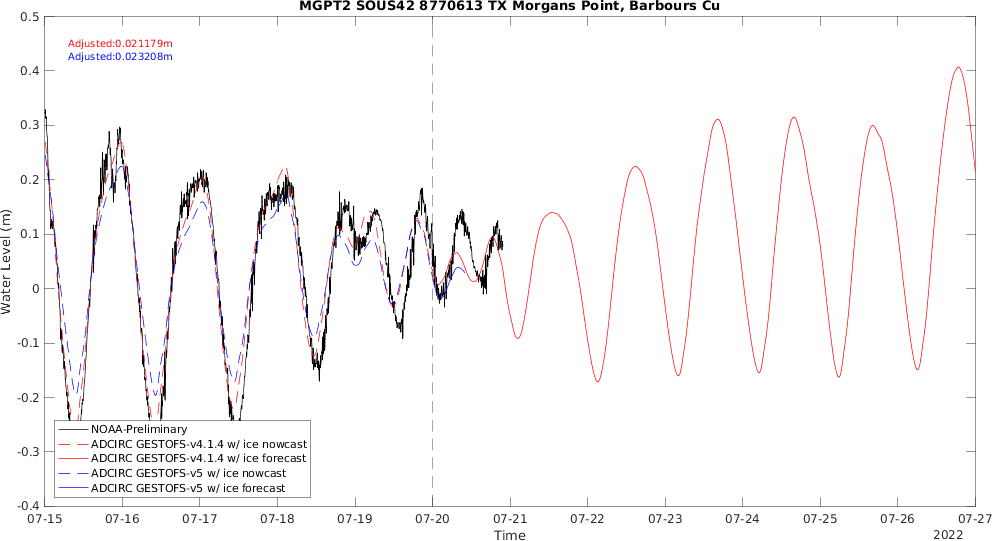 MGPT2 SOUS42 8770613 TX Morgans Point, Barbours Cu
Adjusted:0.021179m
Adjusted:0.023208m
0.5
0.4
0.3
0.2
0.1
0
-0.1
-0.2
-0.3
-0.4
Water Level (m)
NOAA-Preliminary
ADCIRC GESTOFS-v4.1.4 w/ ice nowcast
ADCIRC GESTOFS-v4.1.4 w/ ice forecast
ADCIRC GESTOFS-v5 w/ ice nowcast
ADCIRC GESTOFS-v5 w/ ice forecast
07-15 07-16 07-17 07-18 07-19 07-20 07-21 07-22 07-23 07-24 07-25 07-26 07-27
Time
2022